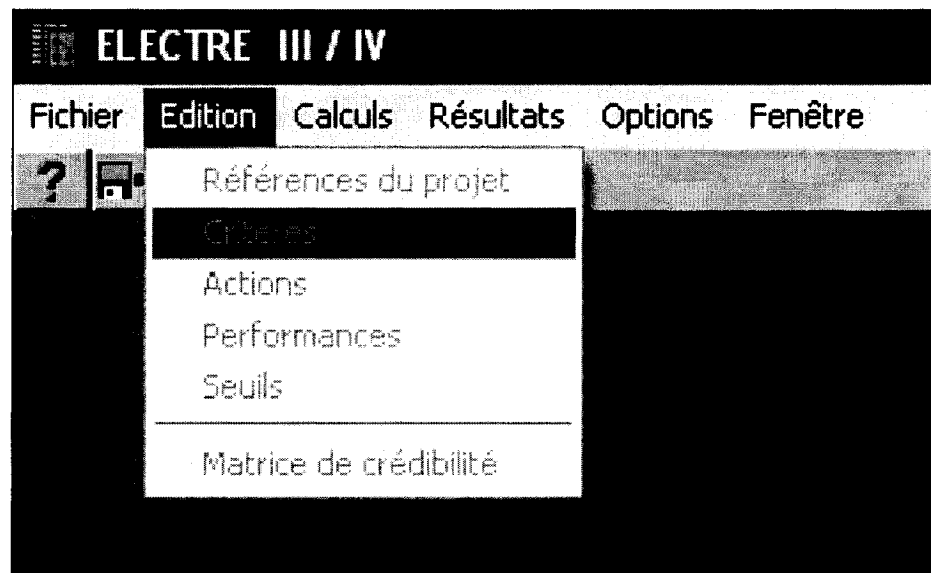 ELECTRE III / IV
Fichier Edition Calculs Résultats Options Fenêtre
?
Références du projet
Critères
Actions
Performances
Seuils
Matrice de crédibilité